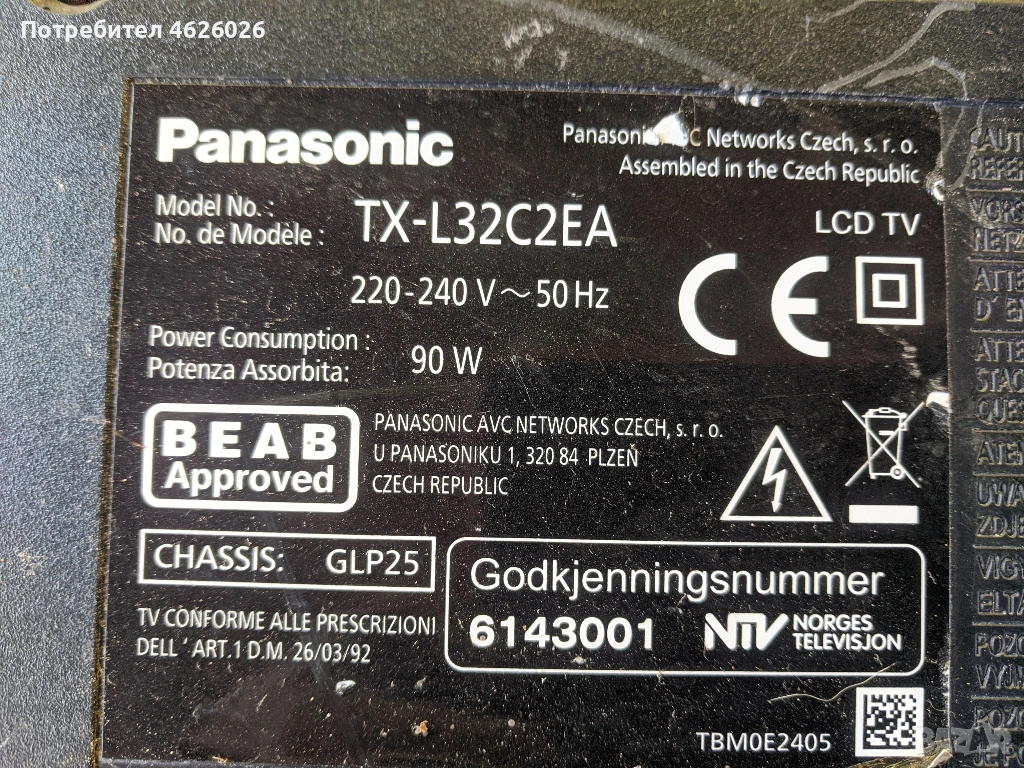 Потребител 4626026
Panasonic
Panasonic AVC Networks Czech, s. r. o.
Assembled in the Czech Republic
Model No. :
No. de Modèle :
TX-L32C2EA
LCD TV
220-240 V～50 Hz
CE
Power Consumption :
Potenza Assorbita:
90 W
BEAB
Approved
PANASONIC AVC NETWORKS CZECH, s. r. o.
U PANASONIKU 1, 320 84 PLZEŇ
CZECH REPUBLIC
CHASSIS: GLP25
TV CONFORME ALLE PRESCRIZIONI
DELL' ART.1 D.M. 26/03/92
Godkjenningsnummer
6143001
NTV NORGES
TELEVISJON
TBM0E2405